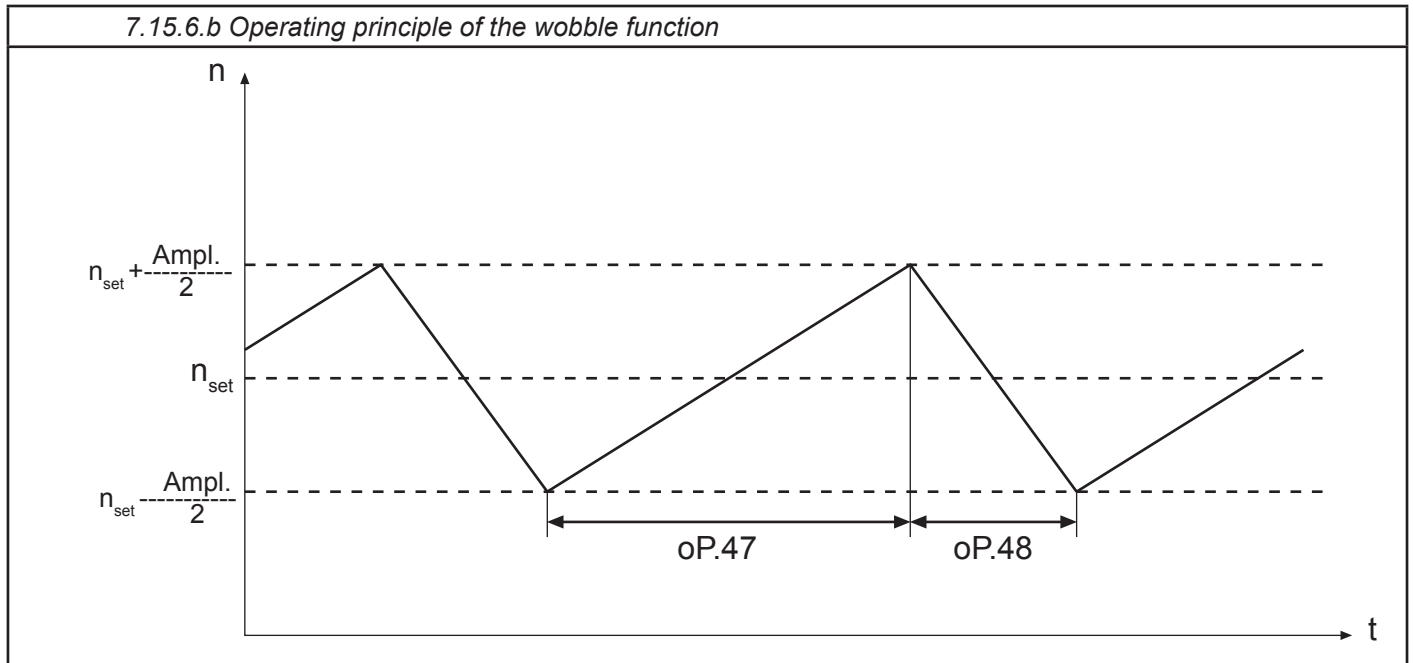 7.15.6.b Operating principle of the wobble function
n
n_set + Ampl. / 2
n_set
n_set - Ampl. / 2
oP.47 oP.48
t